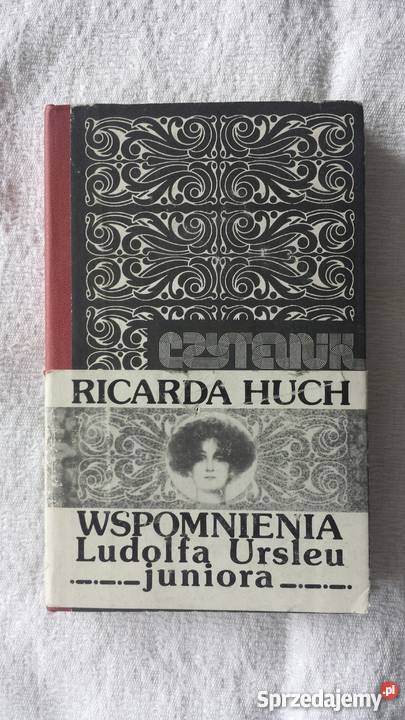 CZYTELNIK
RICARDA HUCH
WSPOMNIENIA
Ludolfa Ursleu
juniora
Sprzedajemy.pl